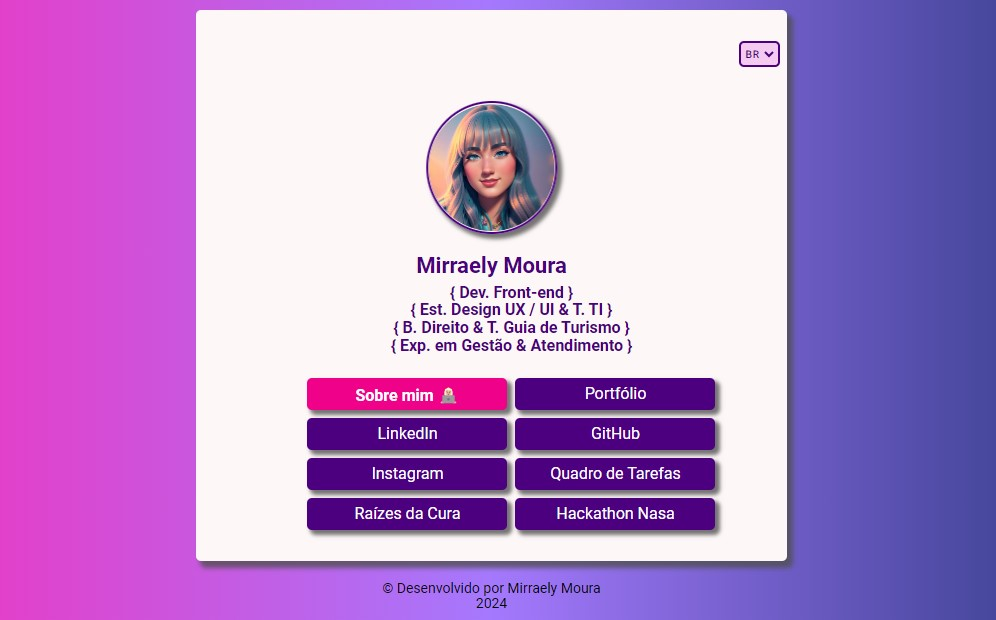 BR
Mirraely Moura
{ Dev. Front-end }
{ Est. Design UX / UI & T. TI }
{ B. Direito & T. Guia de Turismo }
{ Exp. em Gestão & Atendimento }
Sobre mim
Portfólio
LinkedIn
GitHub
Instagram
Quadro de Tarefas
Raízes da Cura
Hackathon Nasa
© Desenvolvido por Mirraely Moura
2024